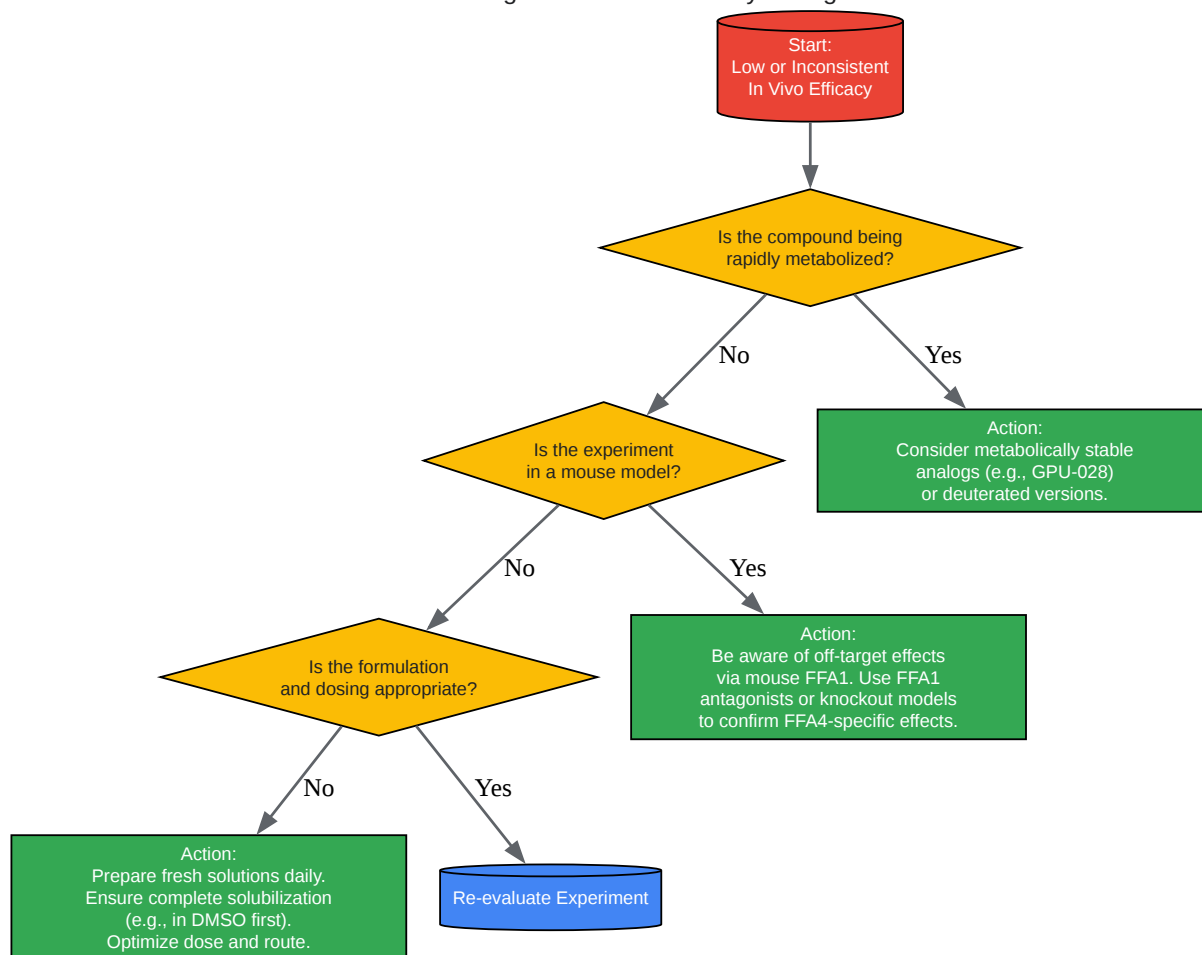 Start:
Low or Inconsistent
In Vivo Efficacy
Is the compound being
rapidly metabolized?
No
Yes
Is the experiment
in a mouse model?
Action:
Consider metabolically stable
analogs (e.g., GPU-028)
or deuterated versions.
No
Yes
Is the formulation
and dosing appropriate?
Action:
Be aware of off-target effects
via mouse FFA1. Use FFA1
antagonists or knockout models
to confirm FFA4-specific effects.
No
Yes
Action:
Prepare fresh solutions daily.
Ensure complete solubilization
(e.g., in DMSO first).
Optimize dose and route.
Re-evaluate Experiment